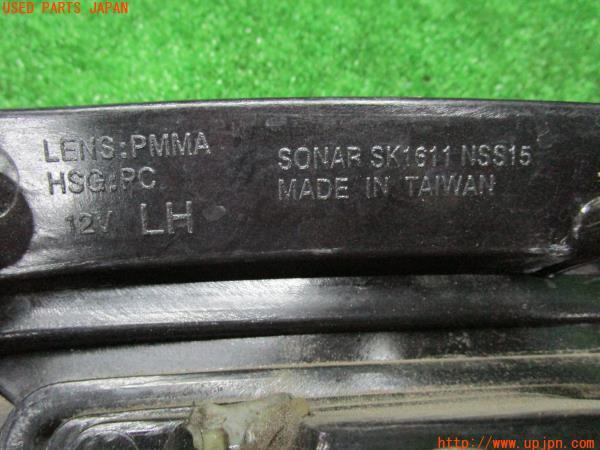 USED PARTS JAPAN
LENS:PMMA
HSG:PC
12V LH
SONAR SK1611 NSS15
MADE IN TAIWAN
http://www.upjpn.com/